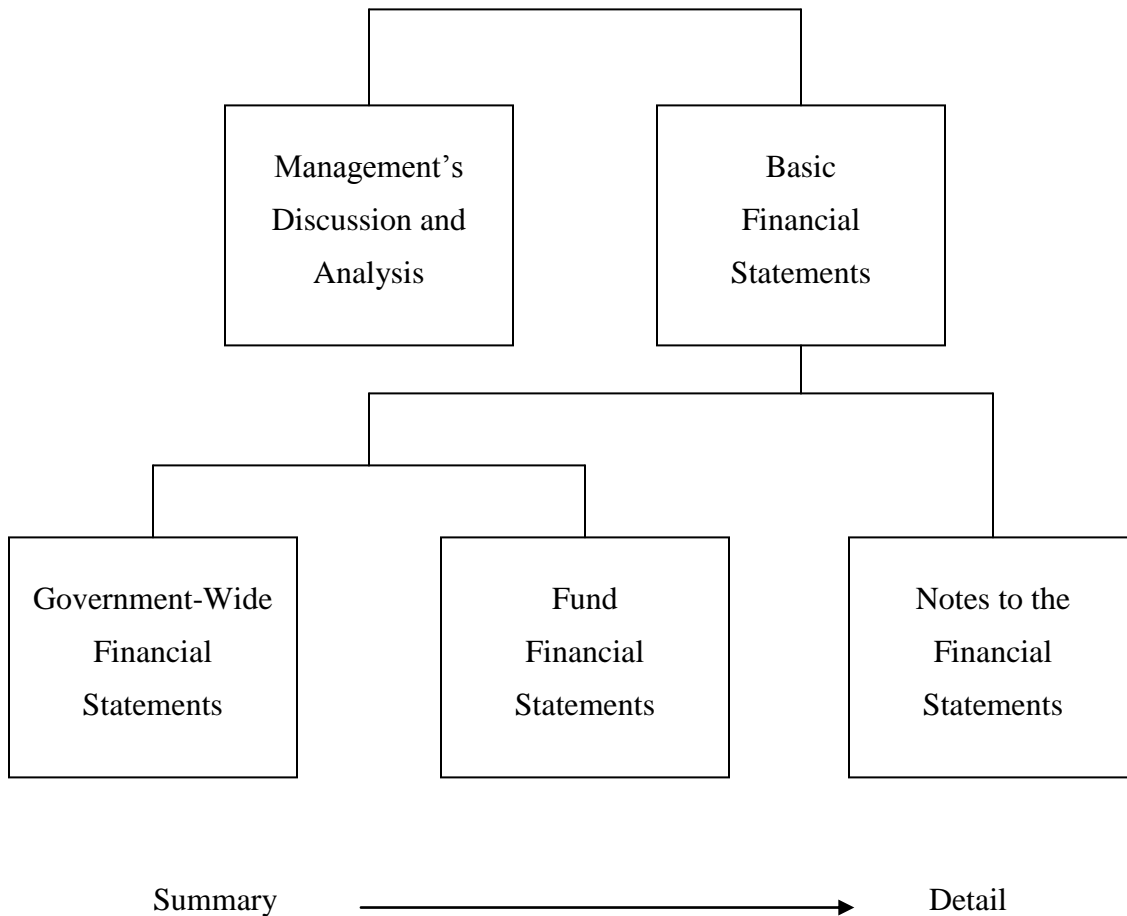 Management’s
Discussion and
Analysis
Basic
Financial
Statements
Government-Wide
Financial
Statements
Fund
Financial
Statements
Notes to the
Financial
Statements
Summary
Detail